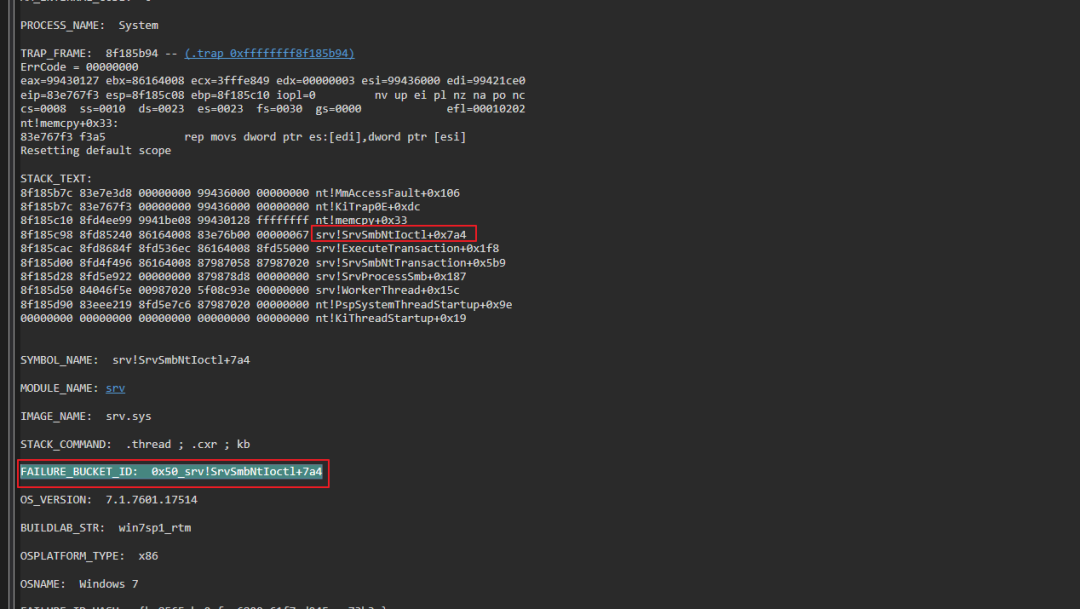 PROCESS_NAME:  System
TRAP_FRAME:  8f185b94 -- (.trap 0xffffffff8f185b94)
ErrCode = 00000000
eax=99430127 ebx=86164008 ecx=3fffe849 edx=00000003 esi=99436000 edi=99421ce0
eip=83e767f3 esp=8f185c08 ebp=8f185c10 iopl=0         nv up ei pl nz na po nc
cs=0008  ss=0010  ds=0023  es=0023  fs=0030  gs=0000             efl=00010202
nt!memcpy+0x33:
83e767f3 f3a5            rep movs dword ptr es:[edi],dword ptr [esi]
Resetting default scope
STACK_TEXT:
8f185b7c 83e7e3d8 00000000 99436000 00000000 nt!MmAccessFault+0x106
8f185b7c 83e767f3 00000000 99436000 00000000 nt!KiTrap0E+0xdc
8f185c10 8fd4ee99 9941be08 99430128 ffffffff nt!memcpy+0x33
8f185c98 8fd85240 86164008 83e76b00 00000067 srv!SrvSmbNtIoctl+0x7a4
8f185cac 8fd8684f 8fd536ec 86164008 8fd55000 srv!ExecuteTransaction+0x1f8
8f185d00 8fd4f496 86164008 87987058 87987020 srv!SrvSmbNtTransaction+0x5b9
8f185d28 8fd5e922 00000000 879878d8 00000000 srv!SrvProcessSmb+0x187
8f185d50 84046f5e 00987020 5f08c93e 00000000 srv!WorkerThread+0x15c
8f185d90 83eee219 8fd5e7c6 87987020 00000000 nt!PspSystemThreadStartup+0x9e
00000000 00000000 00000000 00000000 00000000 nt!KiThreadStartup+0x19
SYMBOL_NAME:  srv!SrvSmbNtIoctl+7a4
MODULE_NAME: srv
IMAGE_NAME:  srv.sys
STACK_COMMAND:  .thread ; .cxr ; kb
FAILURE_BUCKET_ID:  0x50_srv!SrvSmbNtIoctl+7a4
OS_VERSION:  7.1.7601.17514
BUILDLAB_STR:  win7sp1_rtm
OSPLATFORM_TYPE:  x86
OSNAME:  Windows 7